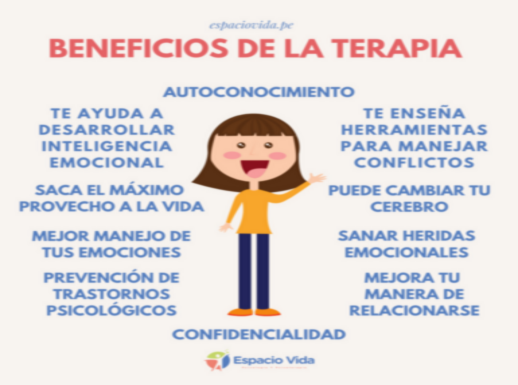 espaciovida.pe
BENEFICIOS DE LA TERAPIA
AUTOCONOCIMIENTO
TE AYUDA A
DESARROLLAR
INTELIGENCIA
EMOCIONAL
SACA EL MÁXIMO
PROVECHO A LA VIDA
MEJOR MANEJO DE
TUS EMOCIONES
PREVENCIÓN DE
TRASTORNOS
PSICOLÓGICOS
TE ENSEÑA
HERRAMIENTAS
PARA MANEJAR
CONFLICTOS
PUEDE CAMBIAR TU
CEREBRO
SANAR HERIDAS
EMOCIONALES
MEJORA TU
MANERA DE
RELACIONARSE
CONFIDENCIALIDAD
Espacio Vida